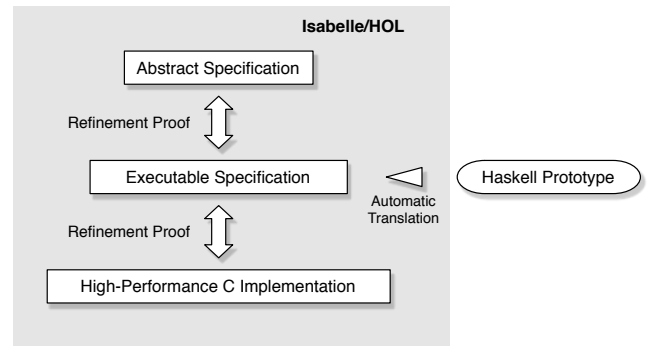 Isabelle/HOL
Abstract Specification
Refinement Proof
Executable Specification
Automatic
Translation
Haskell Prototype
Refinement Proof
High-Performance C Implementation